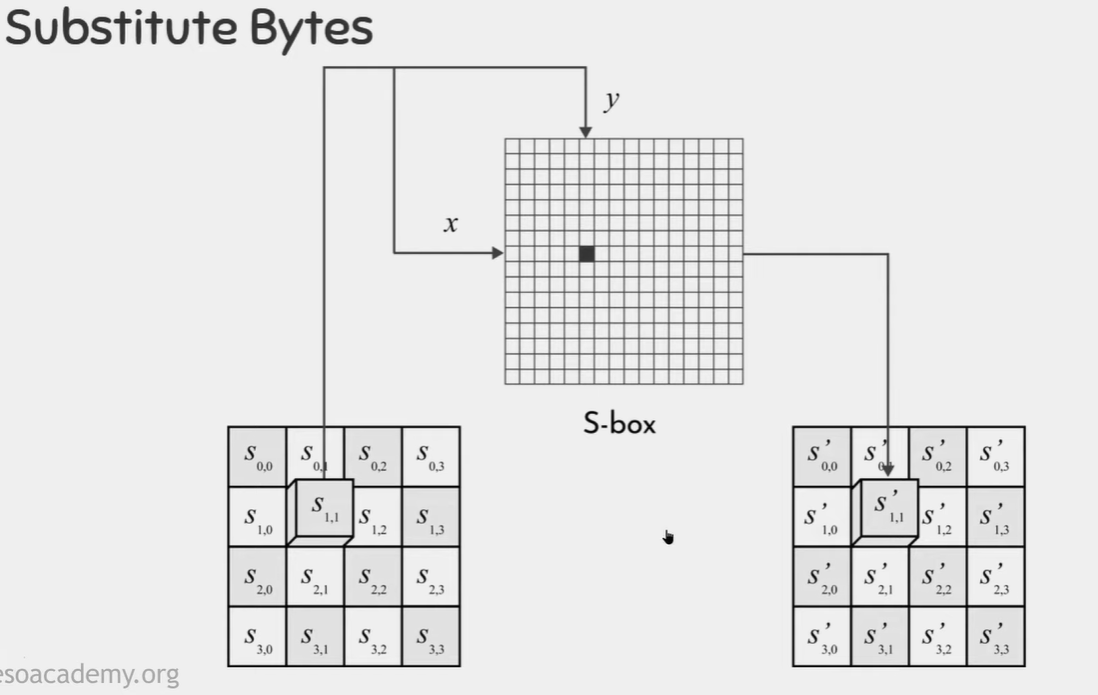 Substitute Bytes
y
x
S-box
S0,0 S0,1 S0,2 S0,3
S1,0 S1,1 S1,2 S1,3
S2,0 S2,1 S2,2 S2,3
S3,0 S3,1 S3,2 S3,3
S’0,0 S’0,1 S’0,2 S’0,3
S’1,0 S’1,1 S’1,2 S’1,3
S’2,0 S’2,1 S’2,2 S’2,3
S’3,0 S’3,1 S’3,2 S’3,3
esoacademy.org